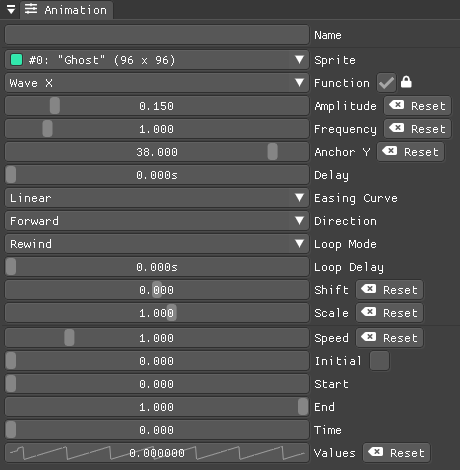 Animation
Name
#0: "Ghost" (96 x 96) Sprite
Wave X Function
0.150 Amplitude Reset
1.000 Frequency Reset
38.000 Anchor Y Reset
0.000s Delay
Linear Easing Curve
Forward Direction
Rewind Loop Mode
0.000s Loop Delay
0.000 Shift Reset
1.000 Scale Reset
1.000 Speed Reset
0.000 Initial
0.000 Start
1.000 End
0.000 Time
0.000000 Values Reset